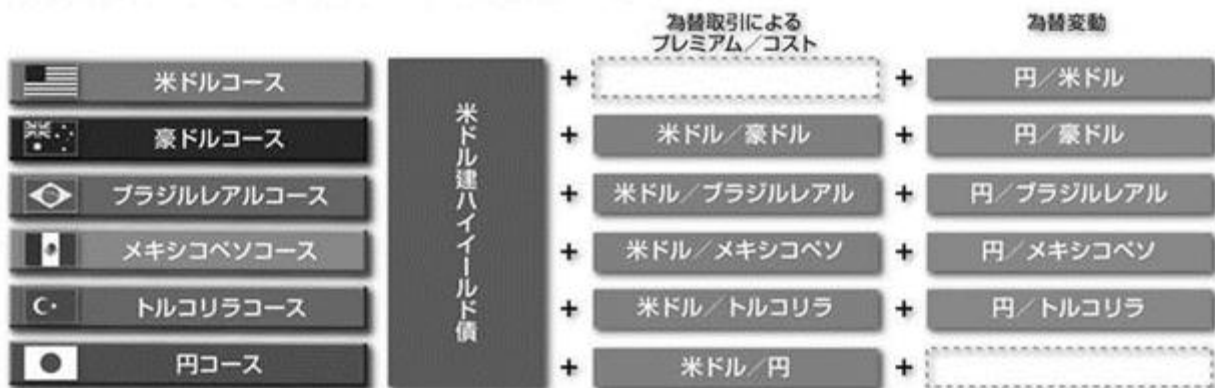 為替取引による
プレミアム／コスト
為替変動
米ドルコース
米ドル建ハイイールド債
+
+
円／米ドル
豪ドルコース
+
米ドル／豪ドル
+
円／豪ドル
ブラジルレアルコース
+
米ドル／ブラジルレアル
+
円／ブラジルレアル
メキシコペソコース
+
米ドル／メキシコペソ
+
円／メキシコペソ
トルコリラコース
+
米ドル／トルコリラ
+
円／トルコリラ
円コース
+
米ドル／円
+